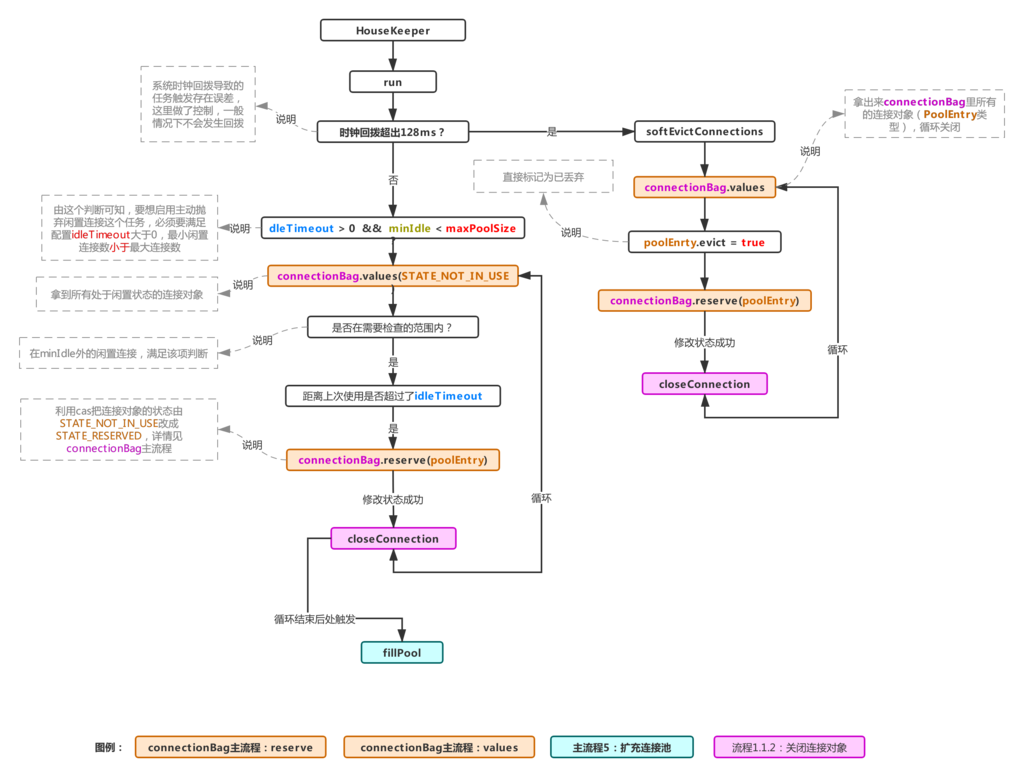 HouseKeeper
run
系统时钟回拨导致的
任务触发存在误差，
这里做了控制，一般
情况下不会发生回拨
说明
时钟回拨超出128ms？
是
softEvictConnections
拿出来connectionBag里所有
的连接对象（PoolEntry类
型），循环关闭
说明
直接标记为已丢弃
connectionBag.values
否
由这个判断可知，要想启用主动抛
弃闲置连接这个任务，必须要满足
配置idleTimeout大于0，最小闲置
连接数小于最大连接数
说明
dleTimeout > 0 && minIdle < maxPoolSize
说明
poolEnrty.evict = true
connectionBag.values(STATE_NOT_IN_USE
拿到所有处于闲置状态的连接对象
说明
connectionBag.reserve(poolEntry)
是否在需要检查的范围内？
说明
在minIdle外的闲置连接，满足该项判断
修改状态成功
循环
是
closeConnection
距离上次使用是否超过了idleTimeout
利用cas把连接对象的状态由
STATE_NOT_IN_USE改成
STATE_RESERVED，详情见
connectionBag主流程
是
说明
connectionBag.reserve(poolEntry)
修改状态成功
循环
closeConnection
循环结束后处触发
fillPool
图例：
connectionBag主流程：reserve
connectionBag主流程：values
主流程5：扩充连接池
流程1.1.2：关闭连接对象